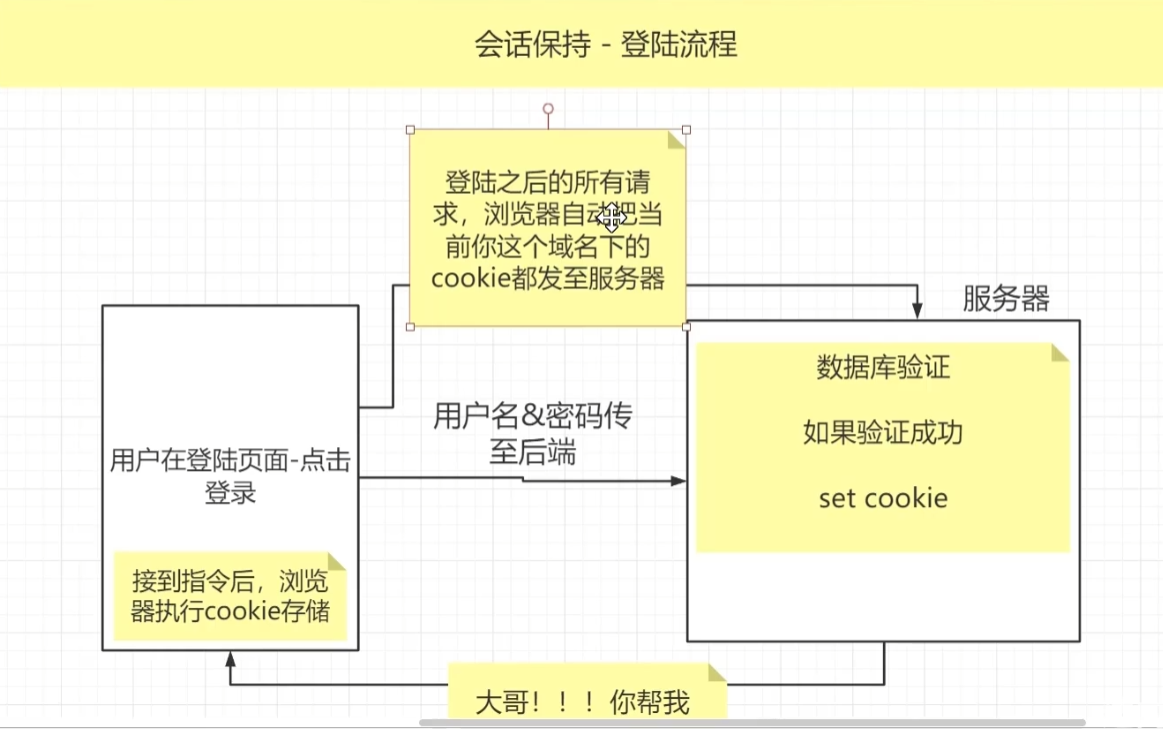 会话保持 - 登陆流程
登陆之后的所有请
求，浏览器自动把当
前你这个域名下的
cookie都发至服务器
服务器
数据库验证
如果验证成功
set cookie
用户名&密码传
至后端
用户在登陆页面-点击
登录
接到指令后，浏览
器执行cookie存储
大哥！！！你帮我